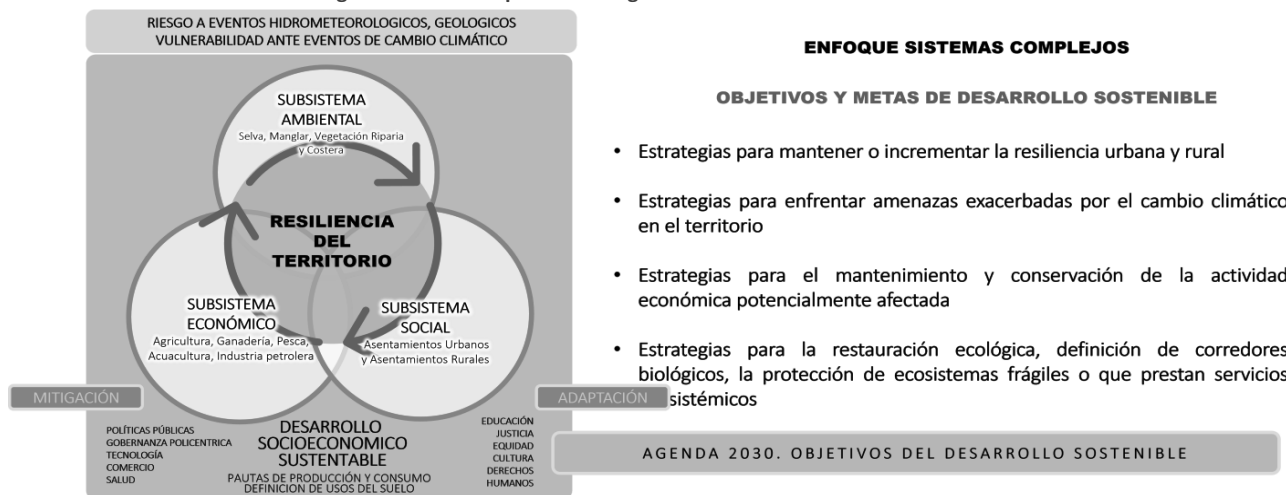 RIESGO A EVENTOS HIDROMETEOROLOGICOS, GEOLOGICOS
VULNERABILIDAD ANTE EVENTOS DE CAMBIO CLIMÁTICO
SUBSISTEMA
AMBIENTAL
Selva, Manglar, Vegetación Riparia
y Costera
RESILIENCIA
DEL
TERRITORIO
SUBSISTEMA
ECONÓMICO
Agricultura, Ganadería, Pesca,
Acuacultura, Industria petrolera
SUBSISTEMA
SOCIAL
Asentamientos Urbanos
y Asentamientos Rurales
MITIGACIÓN
ADAPTACIÓN
POLÍTICAS PÚBLICAS
GOBERNANZA POLICENTRICA
TECNOLOGÍA
COMERCIO
SALUD
DESARROLLO
SOCIOECONOMICO
SUSTENTABLE
PAUTAS DE PRODUCCIÓN Y CONSUMO
DEFINICION DE USOS DEL SUELO
EDUCACIÓN
JUSTICIA
EQUIDAD
CULTURA
DERECHOS
HUMANOS
ENFOQUE SISTEMAS COMPLEJOS
OBJETIVOS Y METAS DE DESARROLLO SOSTENIBLE
• Estrategias para mantener o incrementar la resiliencia urbana y rural
• Estrategias para enfrentar amenazas exacerbadas por el cambio climático
en el territorio
• Estrategias para el mantenimiento y conservación de la actividad
económica potencialmente afectada
• Estrategias para la restauración ecológica, definición de corredores
biológicos, la protección de ecosistemas frágiles o que prestan servicios
sistémicos
AGENDA 2030. OBJETIVOS DEL DESARROLLO SOSTENIBLE